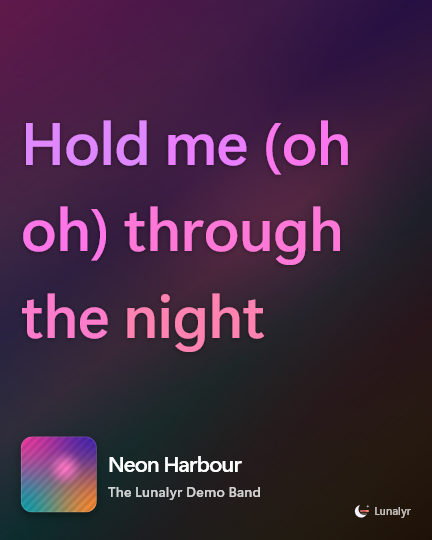 Hold me (oh
oh) through
the night
Neon Harbour
The Lunalyr Demo Band
Lunalyr